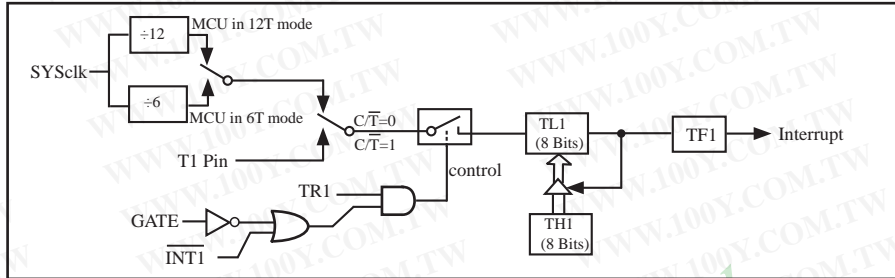 ÷12
MCU in 12T mode
SYSclk
÷6
MCU in 6T mode
C/T̅=0
C/T̅=1
T1 Pin
control
TL1
(8 Bits)
TF1
Interrupt
TR1
GATE
I̅N̅T̅1̅
TH1
(8 Bits)
WWW.100Y.COM.TW